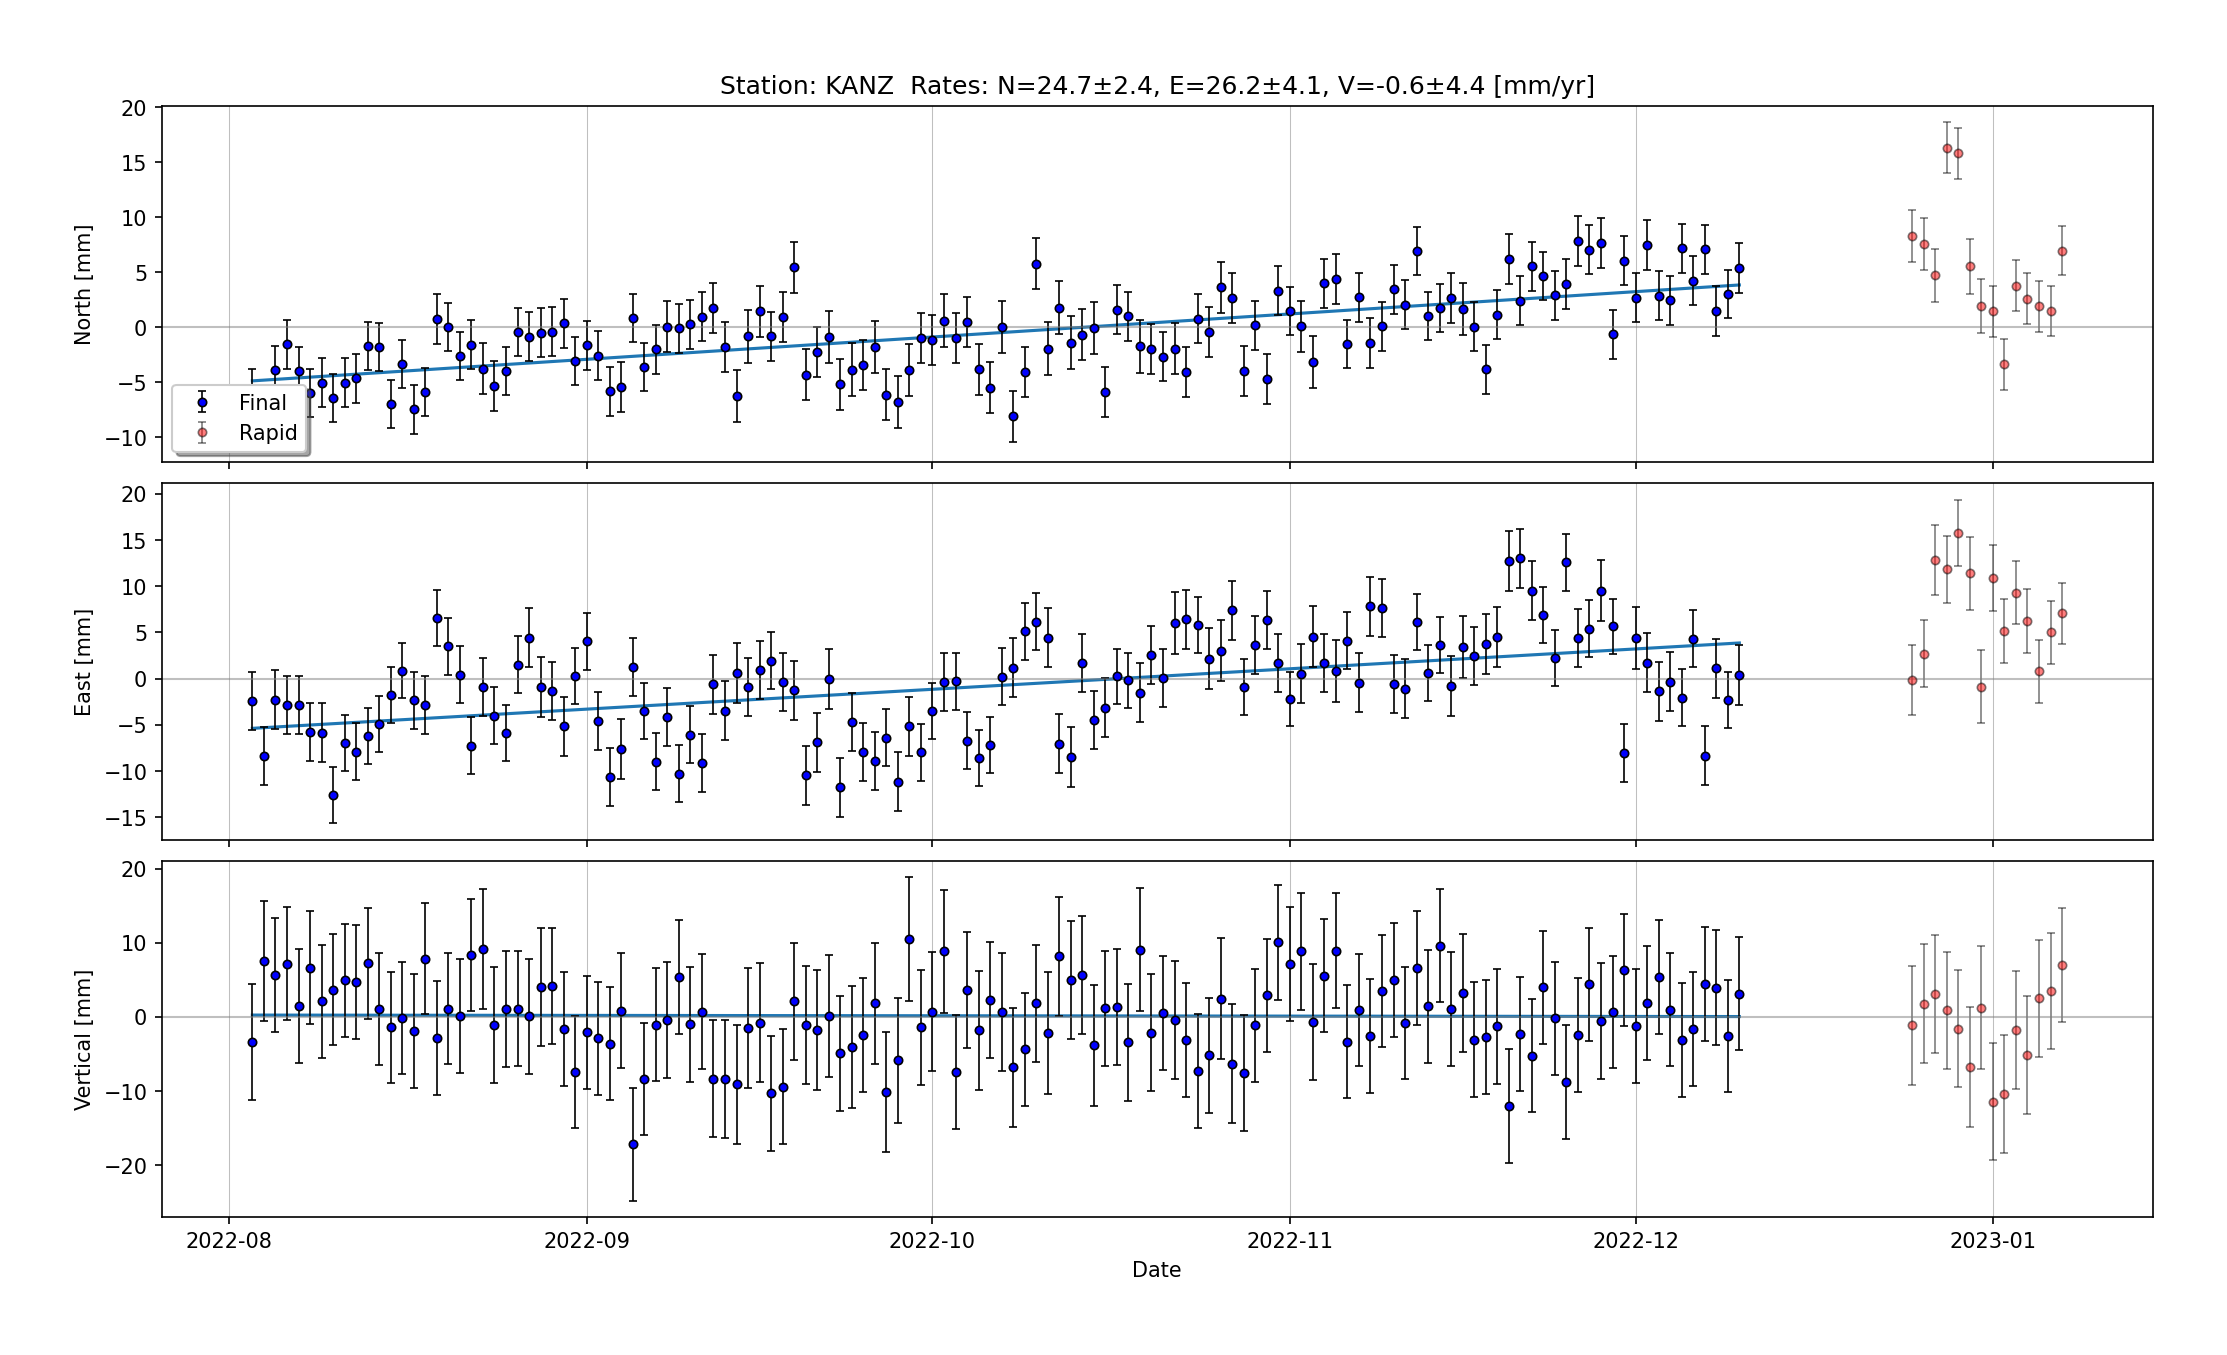 Station: KANZ  Rates: N=24.7±2.4, E=26.2±4.1, V=-0.6±4.4 [mm/yr]
20
15
10
5
0
−5
−10
North [mm]
Final
Rapid
20
15
10
5
0
−5
−10
−15
East [mm]
20
10
0
−10
−20
Vertical [mm]
2022-08 2022-09 2022-10 2022-11 2022-12 2023-01
Date